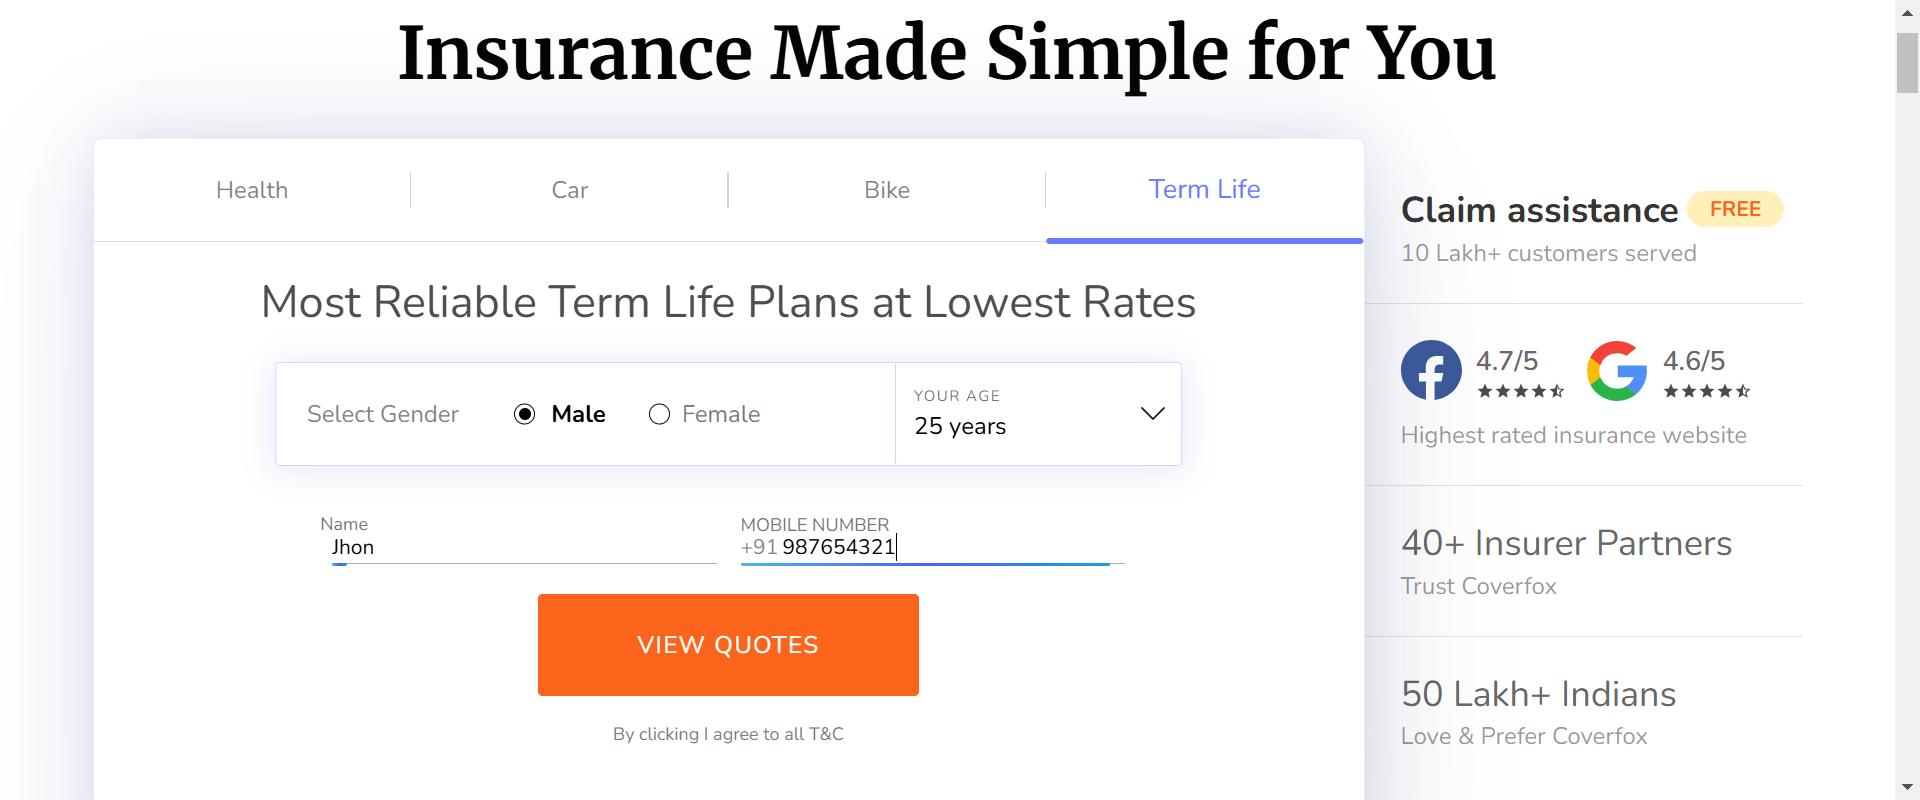 Insurance Made Simple for You
Health
Car
Bike
Term Life
Most Reliable Term Life Plans at Lowest Rates
Select Gender
Male
Female
YOUR AGE
25 years
Name
Jhon
MOBILE NUMBER
+91 987654321
VIEW QUOTES
By clicking I agree to all T&C
Claim assistance FREE
10 Lakh+ customers served
4.7/5
4.6/5
Highest rated insurance website
40+ Insurer Partners
Trust Coverfox
50 Lakh+ Indians
Love & Prefer Coverfox